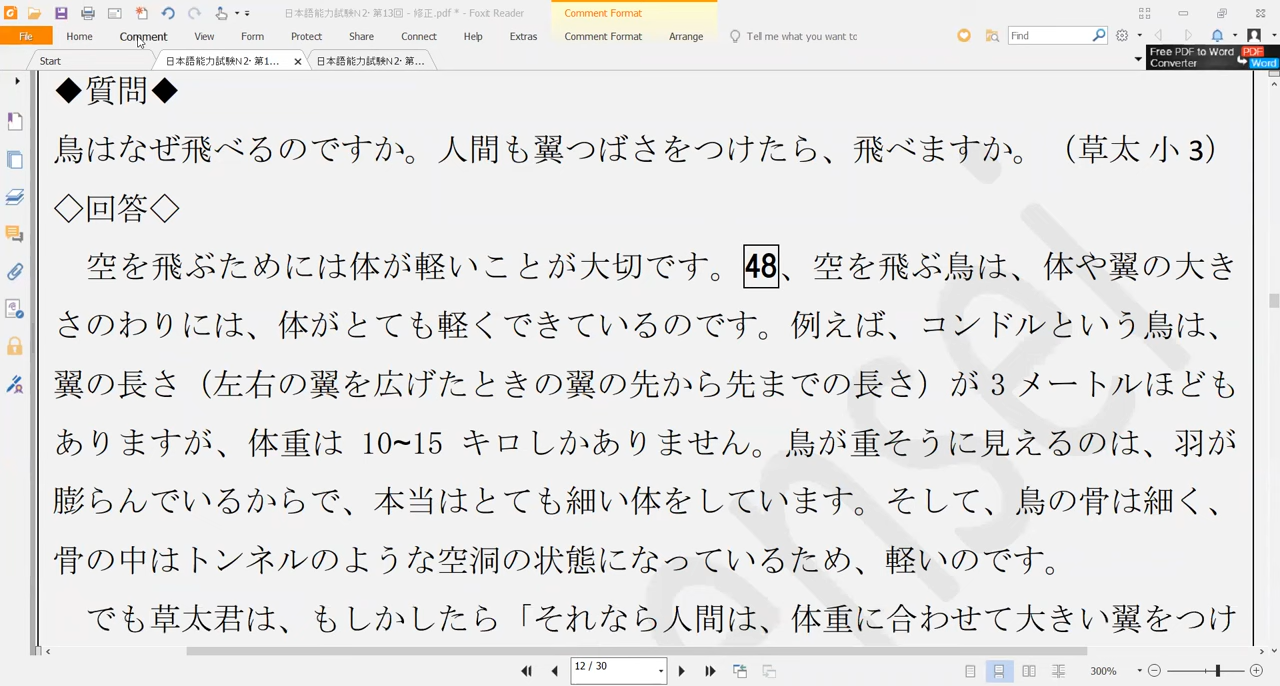 日本語能力試験N2· 第13回 - 修正.pdf * - Foxit Reader
Comment Format
File Home Comment View Form Protect Share Connect Help Extras Comment Format Arrange Tell me what you want to Find
Start 日本語能力試験N2· 第1... 日本語能力試験N2· 第...
Free PDF to Word Converter PDF Word
◆質問◆
鳥はなぜ飛べるのですか。人間も翼つばさをつけたら、飛べますか。（草太 小 3）
◇回答◇
空を飛ぶためには体が軽いことが大切です。48、空を飛ぶ鳥は、体や翼の大き
さのわりには、体がとても軽くできているのです。例えば、コンドルという鳥は、
翼の長さ（左右の翼を広げたときの翼の先から先までの長さ）が 3 メートルほども
ありますが、体重は 10~15 キロしかありません。鳥が重そうに見えるのは、羽が
膨らんでいるからで、本当はとても細い体をしています。そして、鳥の骨は細く、
骨の中はトンネルのような空洞の状態になっているため、軽いのです。
でも草太君は、もしかしたら「それなら人間は、体重に合わせて大きい翼をつけ
12 / 30
300%